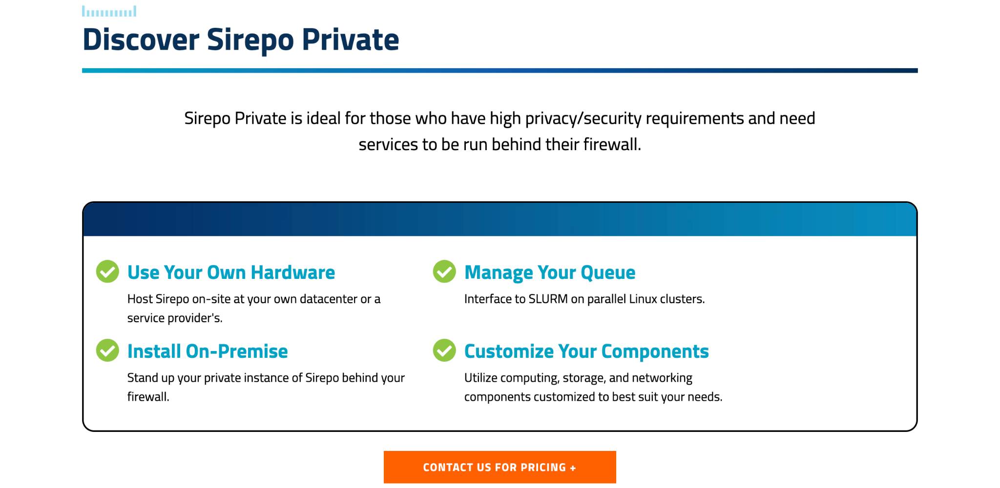 Discover Sirepo Private
Sirepo Private is ideal for those who have high privacy/security requirements and need
services to be run behind their firewall.
Use Your Own Hardware
Host Sirepo on-site at your own datacenter or a
service provider's.
Manage Your Queue
Interface to SLURM on parallel Linux clusters.
Install On-Premise
Stand up your private instance of Sirepo behind your
firewall.
Customize Your Components
Utilize computing, storage, and networking
components customized to best suit your needs.
CONTACT US FOR PRICING +